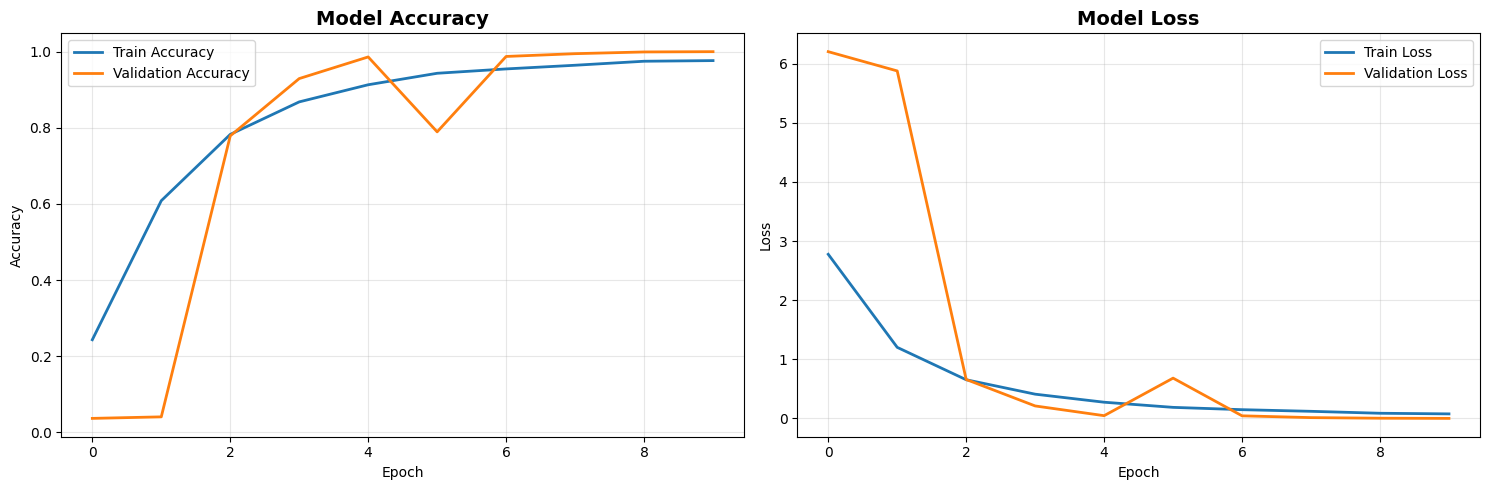 Model Accuracy
Train Accuracy
Validation Accuracy
1.0
0.8
0.6
0.4
0.2
0.0
Accuracy
0 2 4 6 8
Epoch
Model Loss
Train Loss
Validation Loss
6
5
4
3
2
1
0
Loss
0 2 4 6 8
Epoch